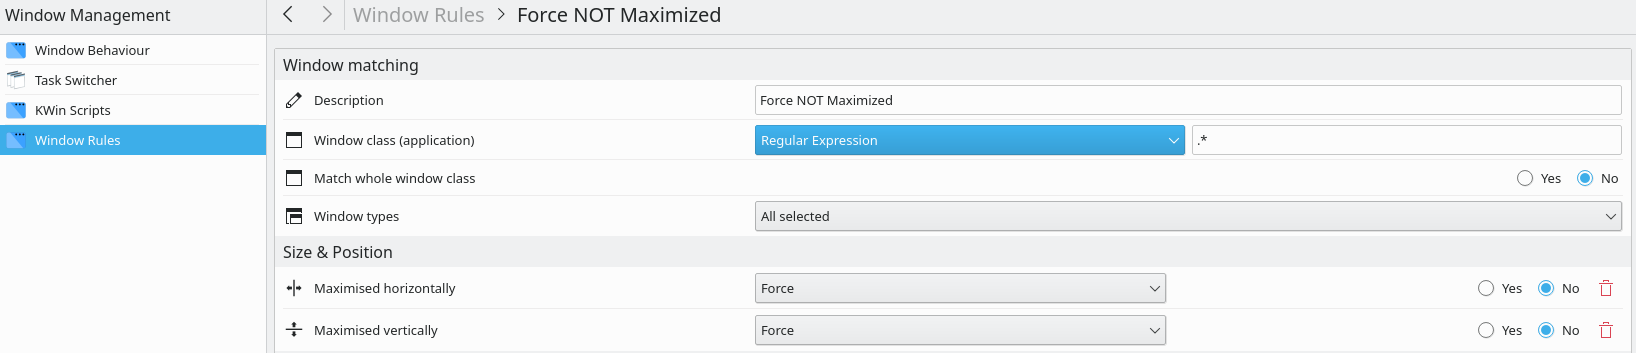 Window Management
Window Rules > Force NOT Maximized
Window Behaviour
Task Switcher
KWin Scripts
Window Rules
Window matching
Description Force NOT Maximized
Window class (application) Regular Expression .*
Match whole window class Yes No
Window types All selected
Size & Position
Maximised horizontally Force Yes No
Maximised vertically Force Yes No